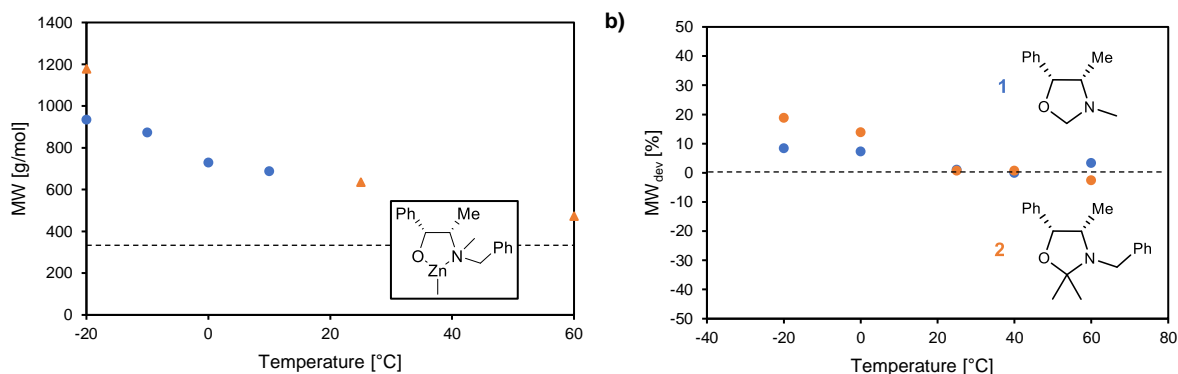 MW [g/mol]
1400
1200
1000
800
600
400
200
0
-20
0
20
40
60
Temperature [°C]
Ph
Me
O
N
Zn
Ph
b)
MWdev [%]
50
40
30
20
10
0
-10
-20
-30
-40
-50
-40
-20
0
20
40
60
80
Temperature [°C]
1
Ph
Me
O
N
2
Ph
Me
O
N
Ph